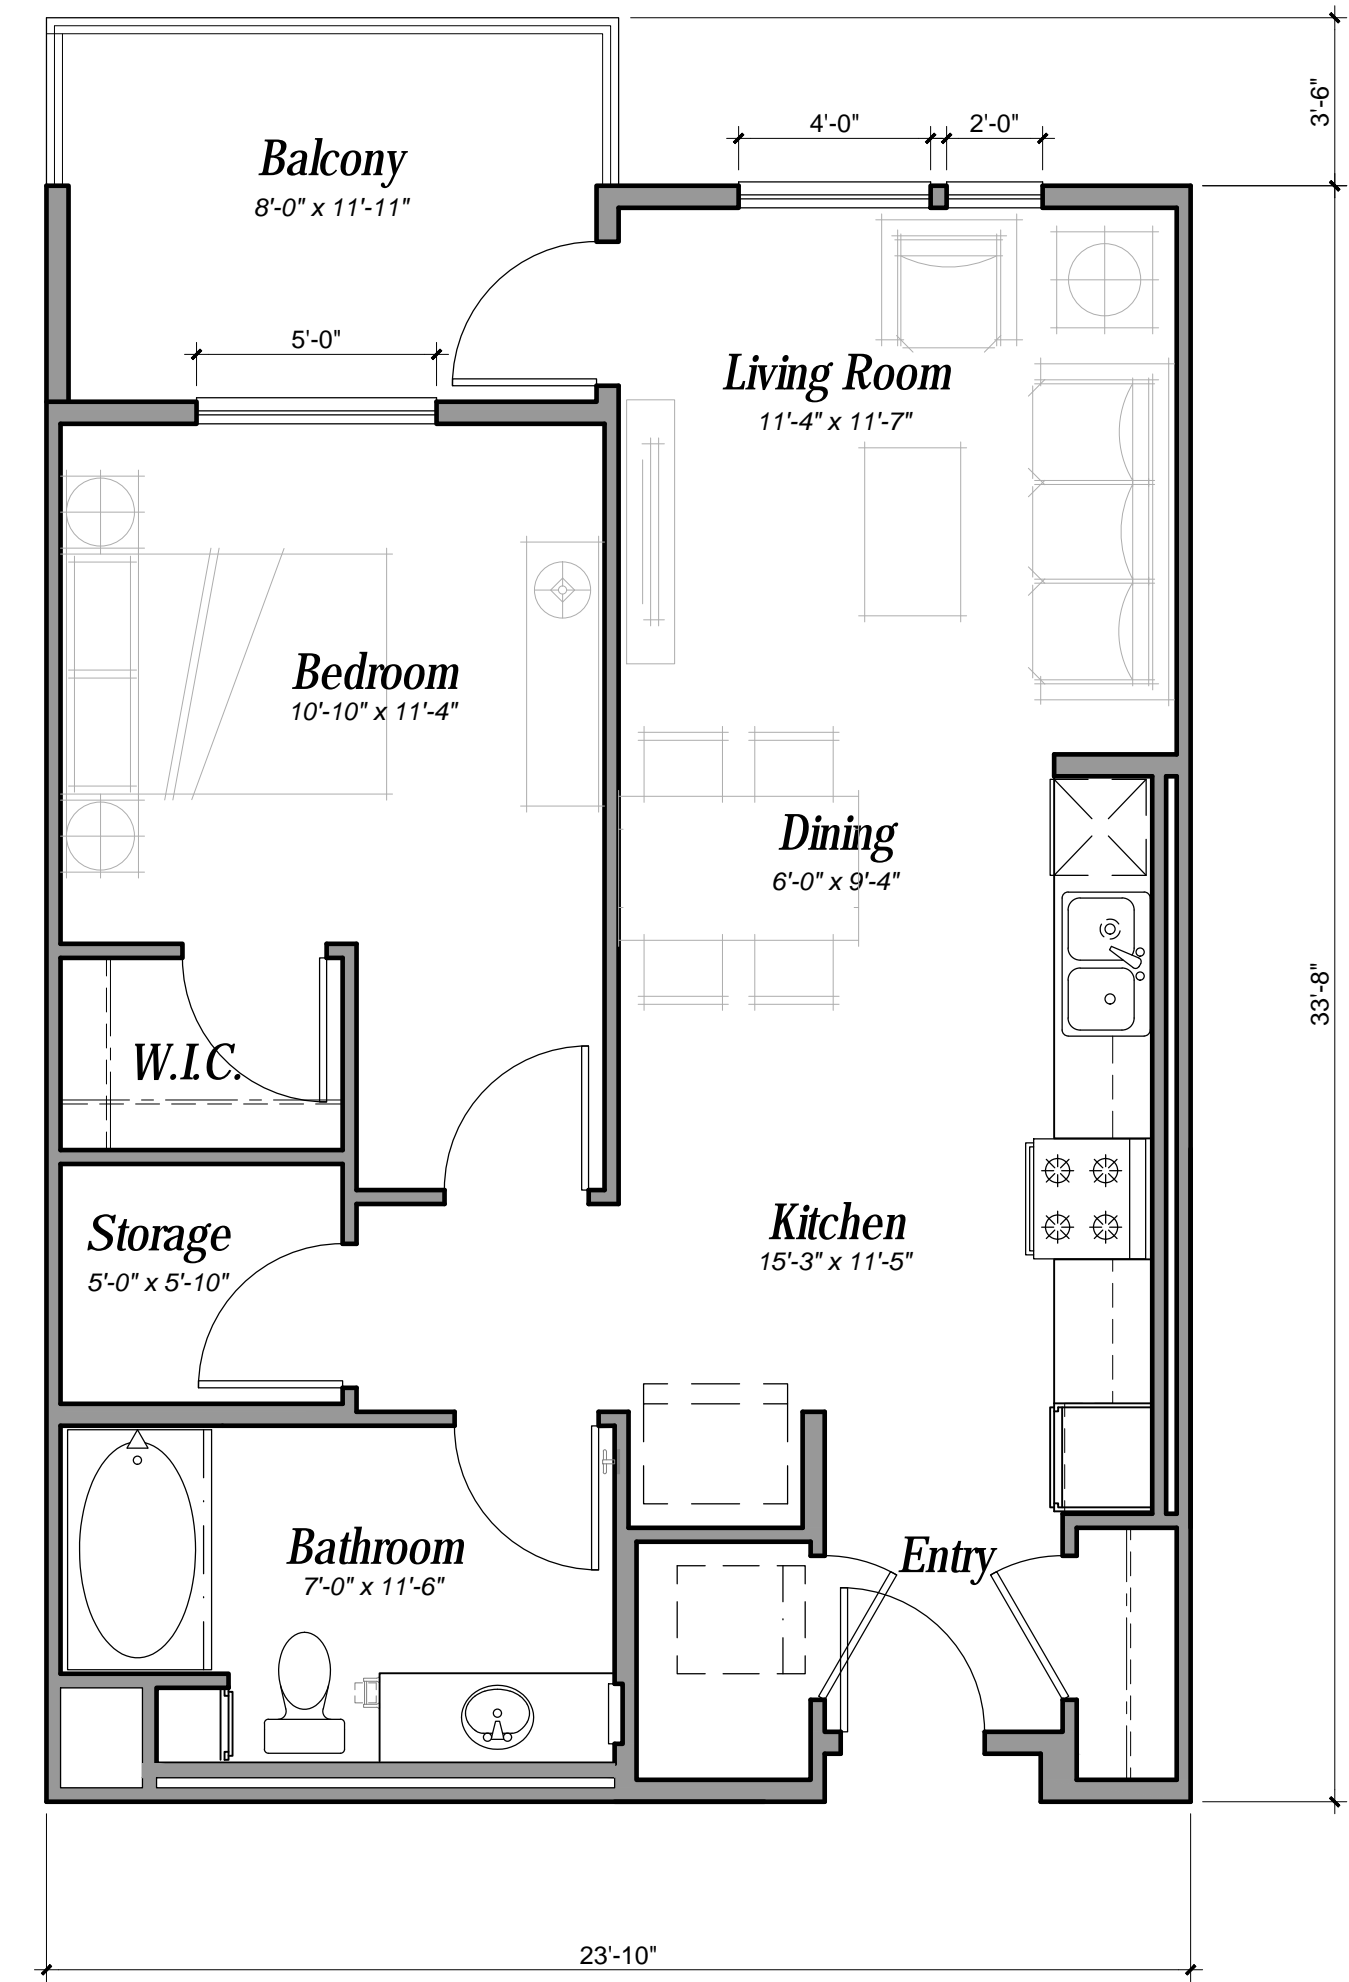 3'-6"
4'-0"
2'-0"
Balcony
8'-0" x 11'-11"
5'-0"
Living Room
11'-4" x 11'-7"
Bedroom
10'-10" x 11'-4"
Dining
6'-0" x 9'-4"
33'-8"
W.I.C.
Storage
5'-0" x 5'-10"
Kitchen
15'-3" x 11'-5"
Bathroom
7'-0" x 11'-6"
Entry
23'-10"